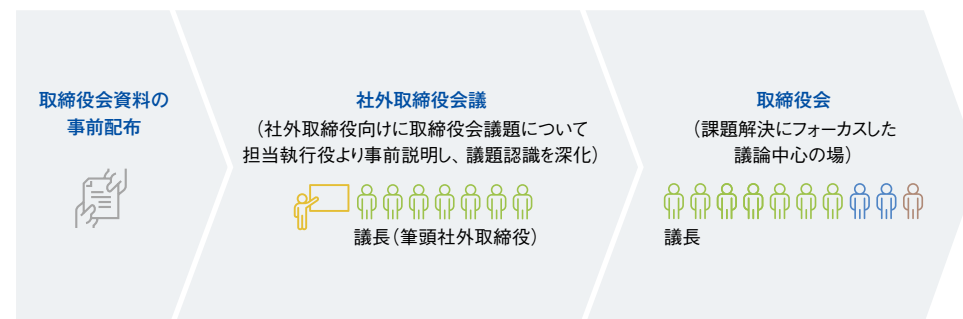 取締役会資料の
事前配布
社外取締役会議
（社外取締役向けに取締役会議題について
担当執行役より事前説明し、議題認識を深化）
議長（筆頭社外取締役）
取締役会
（課題解決にフォーカスした
議論中心の場）
議長